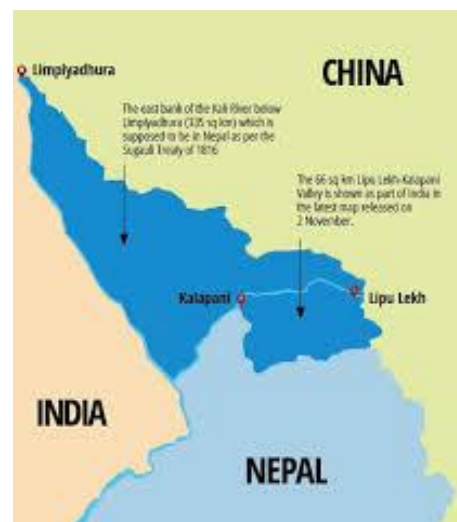 Limpiyadhura
CHINA
The east bank of the Kali River below
Limpiyadhura (335 sq km) which is
supposed to be in Nepal as per the
Sugauli Treaty of 1816
The 66 sq km Lipu Lekh-Kalapani
Valley is shown as part of India in
the latest map released on
2 November.
Kalapani
Lipu Lekh
INDIA
NEPAL